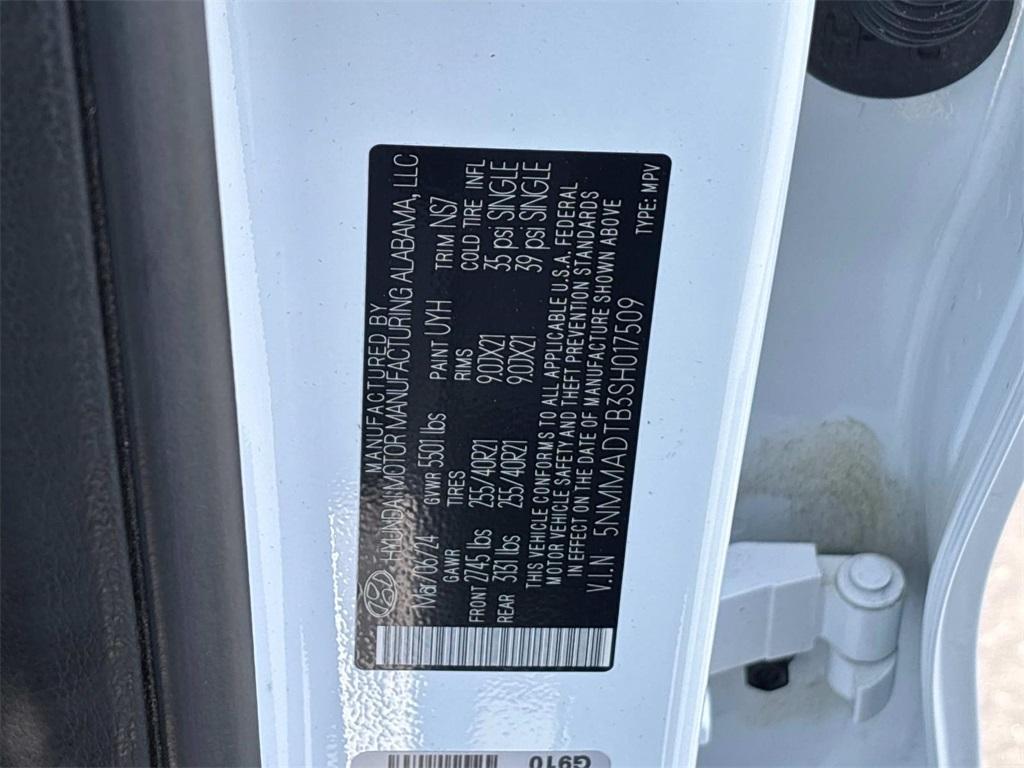 MANUFACTURED BY
HYUNDAI MOTOR MANUFACTURING ALABAMA, LLC
Mar/06/24 GVWR 5501 lbs PAINT UYH TRIM NS7
GAWR TIRES RIMS COLD TIRE INFL
FRONT 2745 lbs 255/40R21 9.0JX21 35 psi SINGLE
REAR 3131 lbs 255/40R21 9.0JX21 39 psi SINGLE
THIS VEHICLE CONFORMS TO ALL APPLICABLE U.S.A. FEDERAL
MOTOR VEHICLE SAFETY AND THEFT PREVENTION STANDARDS
IN EFFECT ON THE DATE OF MANUFACTURE SHOWN ABOVE
V.I.N 5NMMADTB3SH017509 TYPE: MPV
G910